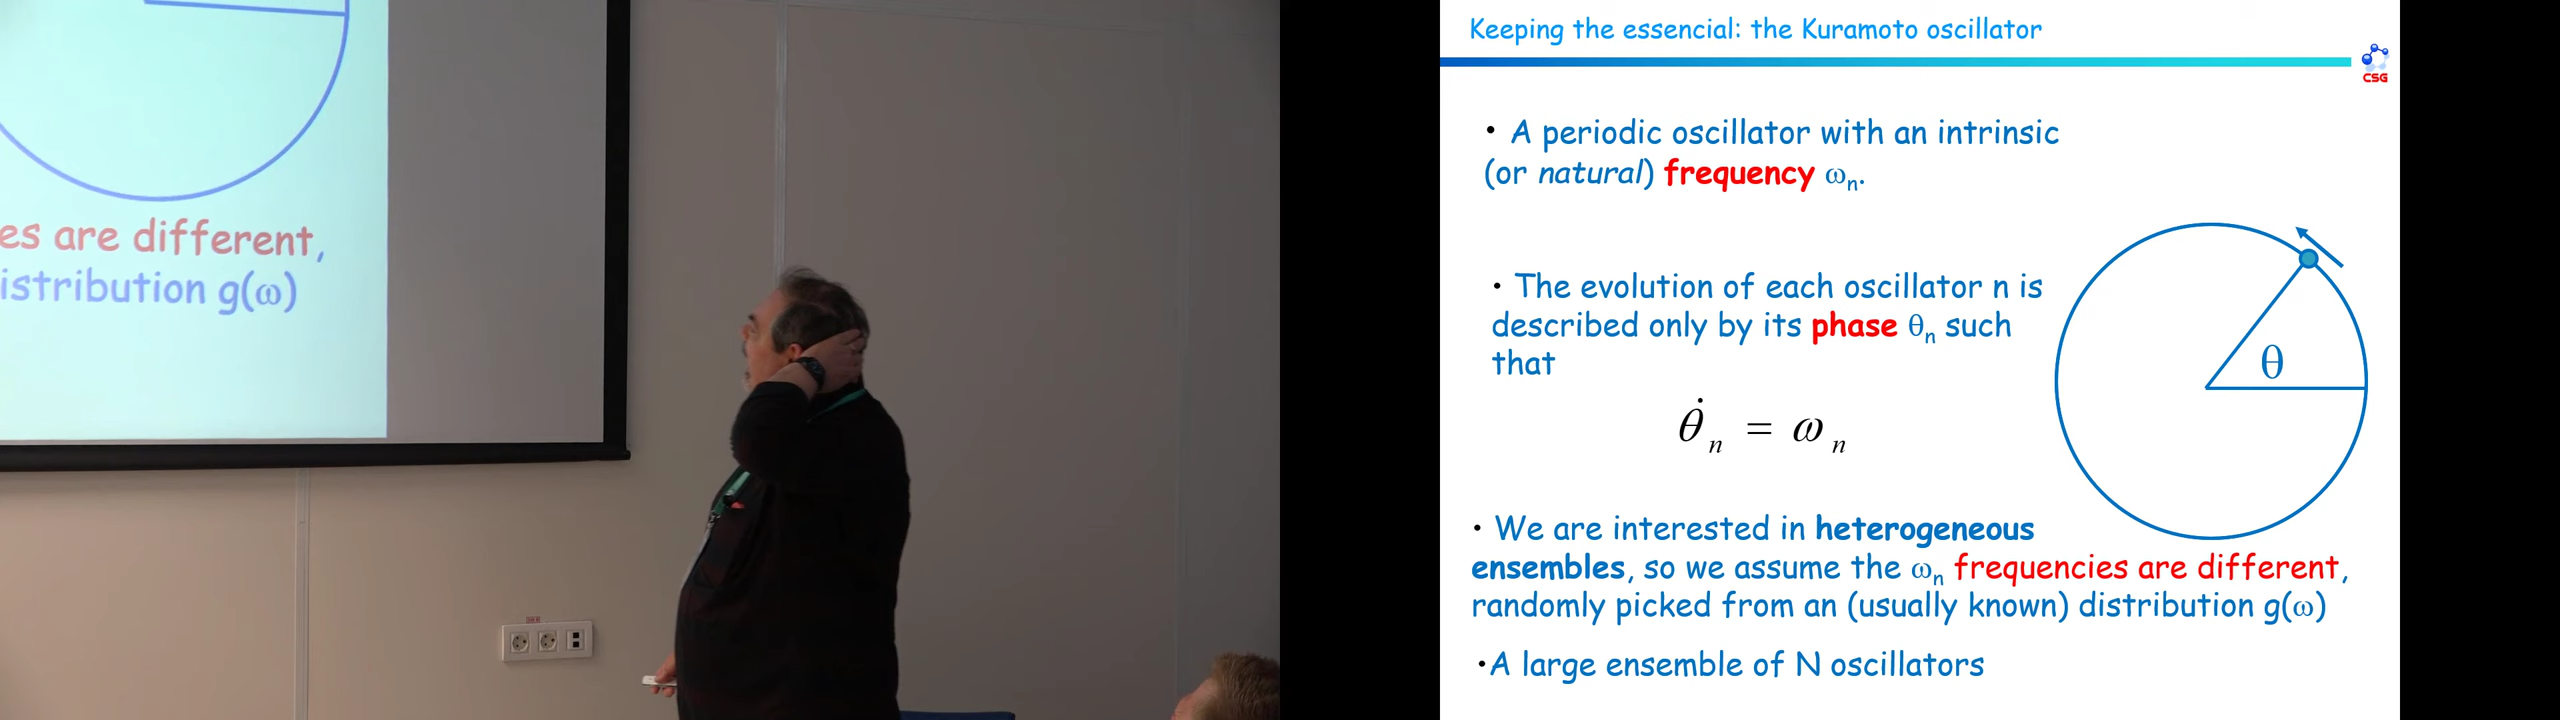 es are different,
istribution g(ω)
Keeping the essencial: the Kuramoto oscillator
CSG
• A periodic oscillator with an intrinsic
(or natural) frequency ωn.
• The evolution of each oscillator n is
described only by its phase θn such
that
θ̇n = ωn
θ
• We are interested in heterogeneous
ensembles, so we assume the ωn frequencies are different,
randomly picked from an (usually known) distribution g(ω)
•A large ensemble of N oscillators